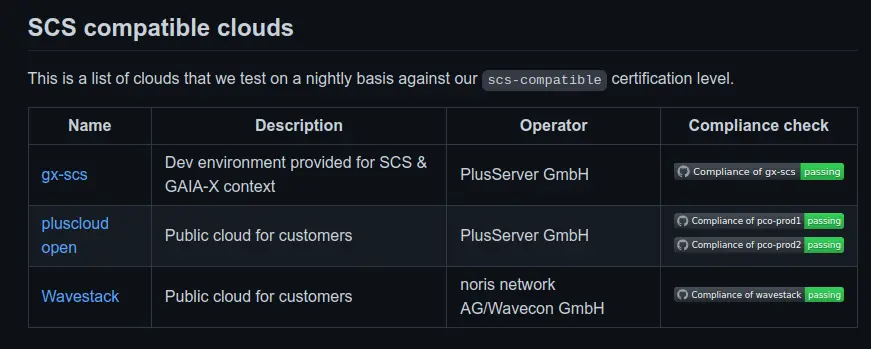 SCS compatible clouds
This is a list of clouds that we test on a nightly basis against our scs-compatible certification level.
Name Description Operator Compliance check
gx-scs
Dev environment provided for SCS &
GAIA-X context
PlusServer GmbH
Compliance of gx-scs passing
pluscloud
open
Public cloud for customers
PlusServer GmbH
Compliance of pco-prod1 passing
Compliance of pco-prod2 passing
Wavestack
Public cloud for customers
noris network
AG/Wavecon GmbH
Compliance of wavestack passing